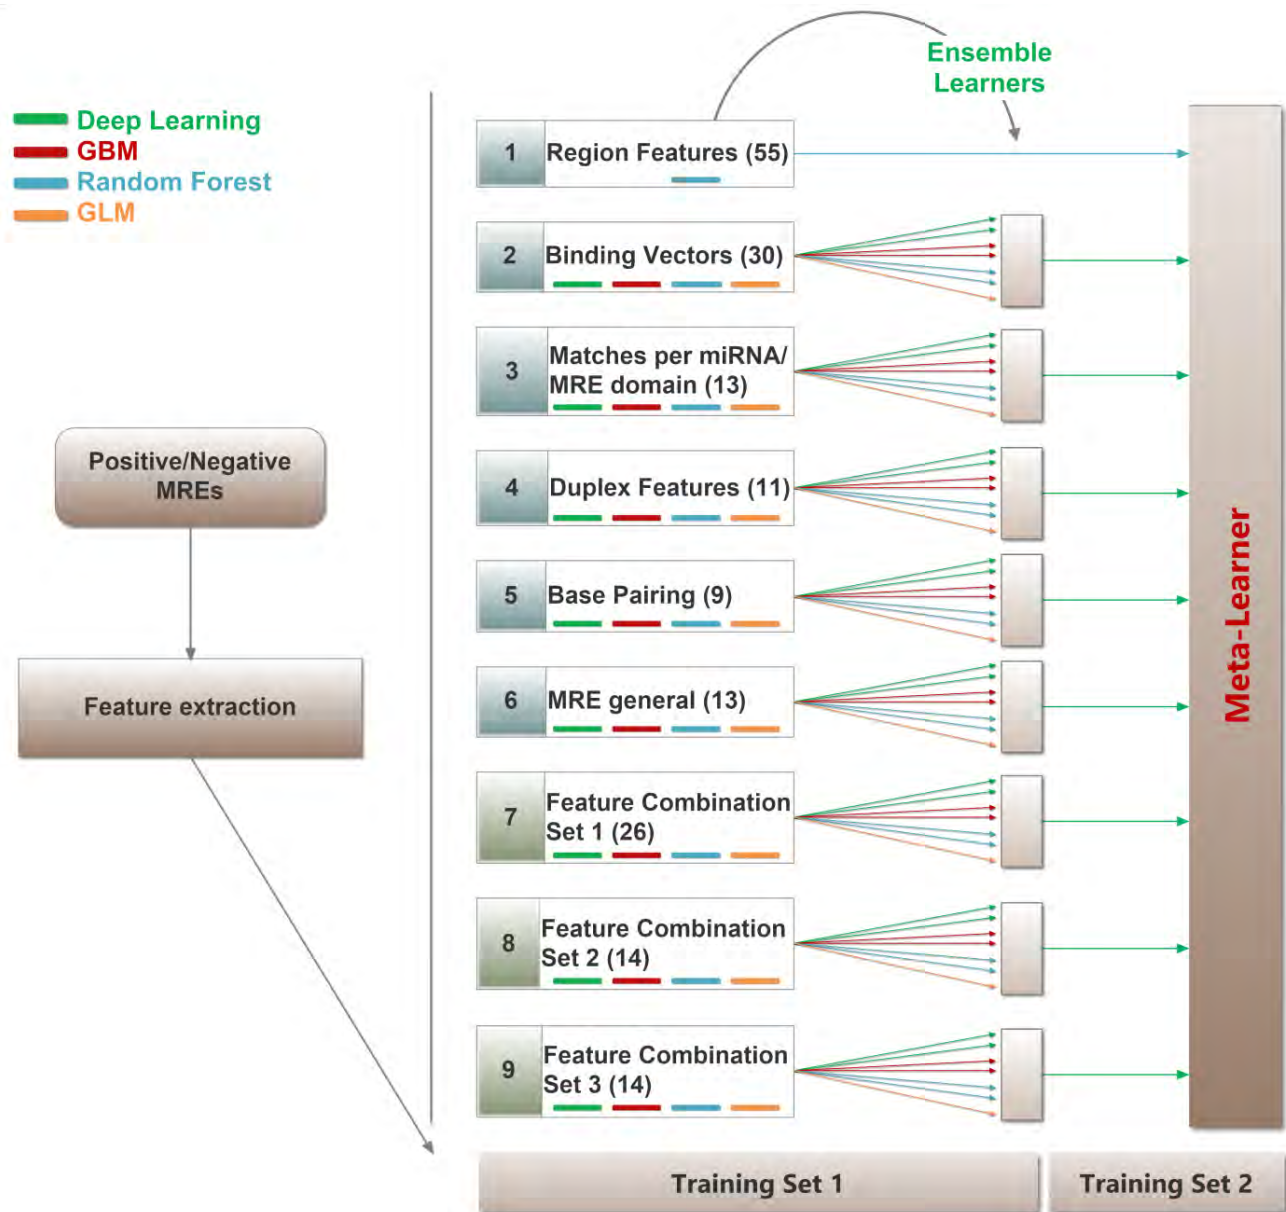 Ensemble
Learners
Deep Learning
GBM
Random Forest
GLM
1
Region Features (55)
2
Binding Vectors (30)
3
Matches per miRNA/
MRE domain (13)
4
Duplex Features (11)
5
Base Pairing (9)
6
MRE general (13)
7
Feature Combination
Set 1 (26)
8
Feature Combination
Set 2 (14)
9
Feature Combination
Set 3 (14)
Positive/Negative
MREs
Feature extraction
Meta-Learner
Training Set 1
Training Set 2